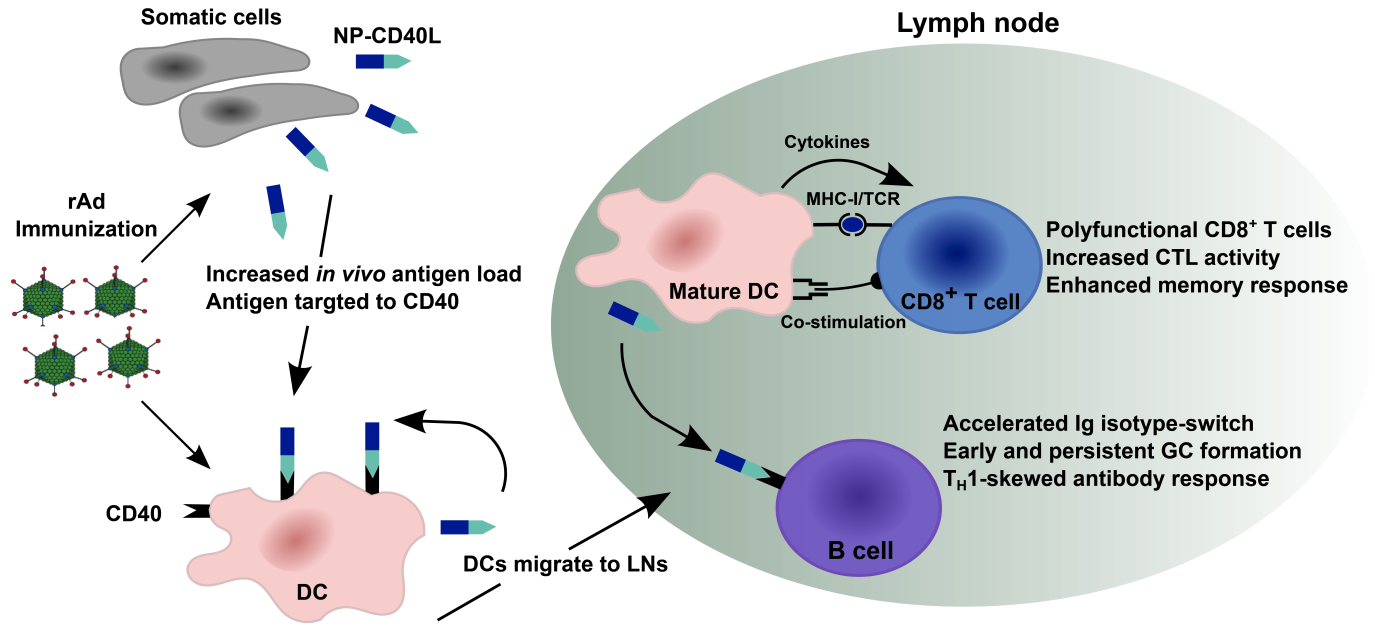 Somatic cells
NP-CD40L
rAd
Immunization
Increased in vivo antigen load
Antigen targted to CD40
CD40
DC
DCs migrate to LNs
Lymph node
Cytokines
MHC-I/TCR
Mature DC
CD8+ T cell
Co-stimulation
Polyfunctional CD8+ T cells
Increased CTL activity
Enhanced memory response
Accelerated Ig isotype-switch
Early and persistent GC formation
TH1-skewed antibody response
B cell